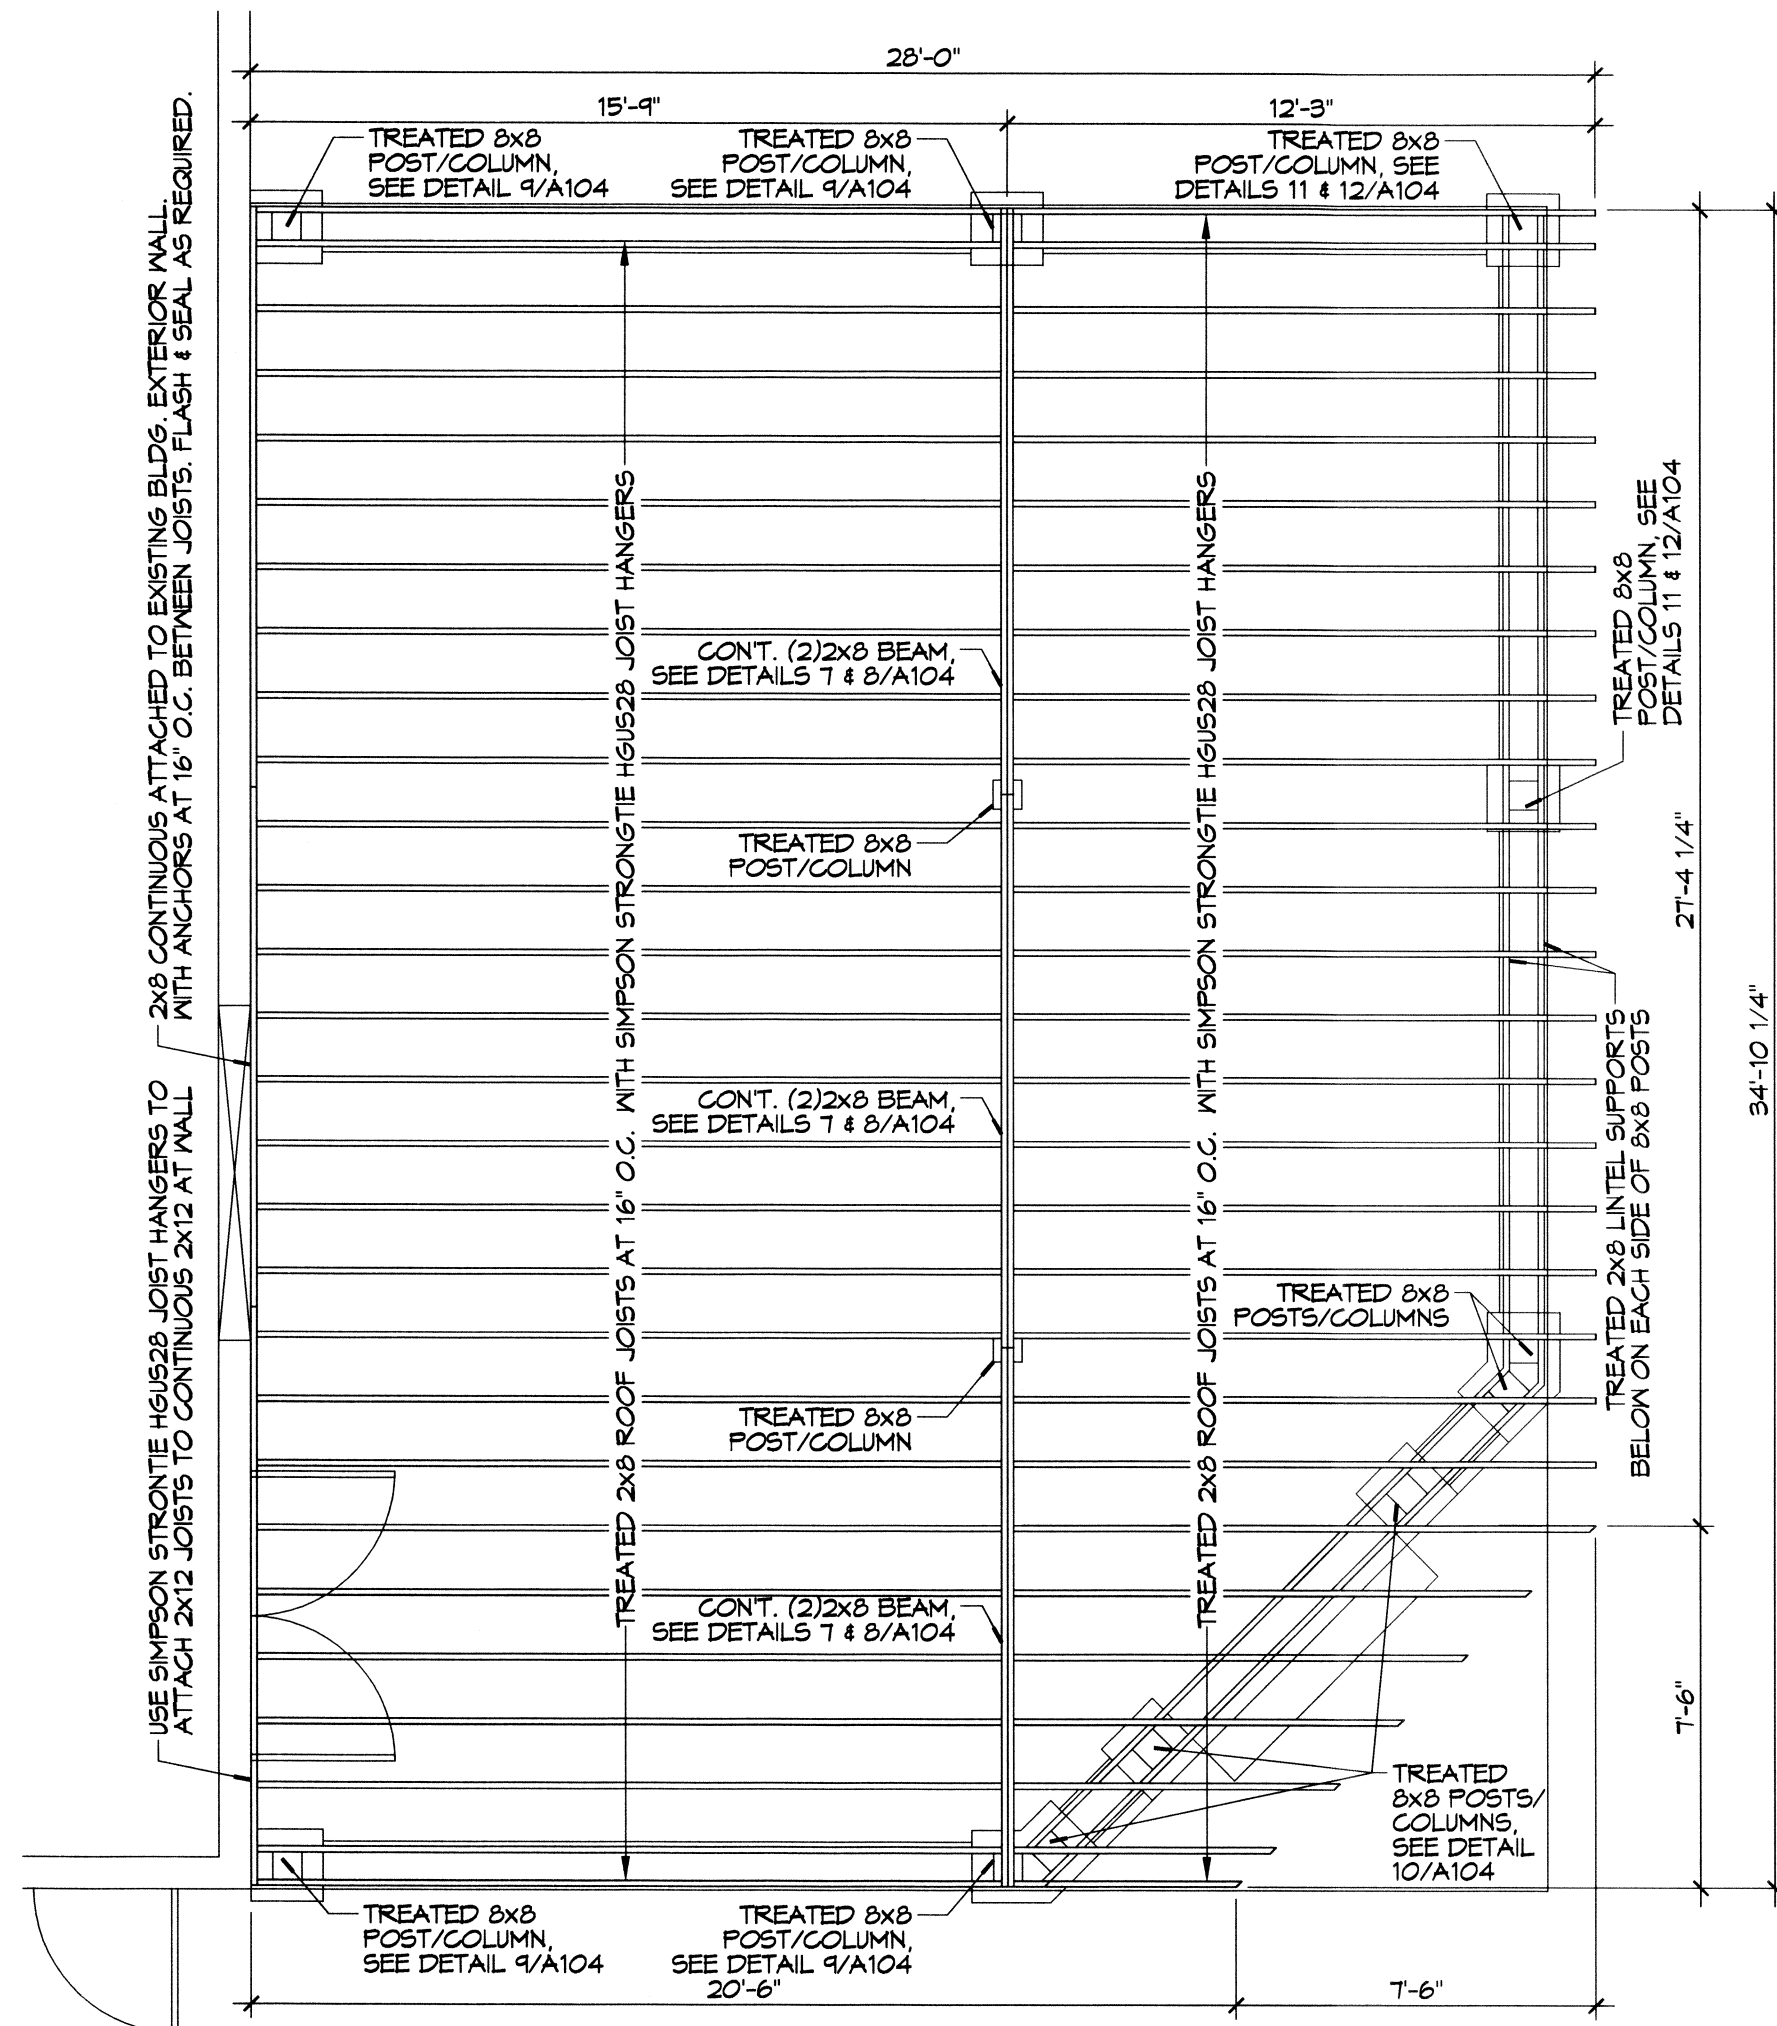 28'-0"
15'-9"
12'-3"
TREATED 8x8
POST/COLUMN,
SEE DETAIL 9/A104
TREATED 8x8
POST/COLUMN,
SEE DETAIL 9/A104
TREATED 8x8
POST/COLUMN, SEE
DETAILS 11 & 12/A104
2x8 CONTINUOUS ATTACHED TO EXISTING BLDG. EXTERIOR WALL.
WITH ANCHORS AT 16" O.C. BETWEEN JOISTS. FLASH & SEAL AS REQUIRED.
USE SIMPSON STRONTIE HGUS28 JOIST HANGERS TO
ATTACH 2x12 JOISTS TO CONTINUOUS 2x12 AT WALL
TREATED 2x8 ROOF JOISTS AT 16" O.C. WITH SIMPSON STRONGTIE HGUS28 JOIST HANGERS
CON'T. (2)2x8 BEAM,
SEE DETAILS 7 & 8/A104
TREATED 8x8
POST/COLUMN
CON'T. (2)2x8 BEAM,
SEE DETAILS 7 & 8/A104
TREATED 8x8
POST/COLUMN
CON'T. (2)2x8 BEAM,
SEE DETAILS 7 & 8/A104
TREATED 2x8 ROOF JOISTS AT 16" O.C. WITH SIMPSON STRONGTIE HGUS28 JOIST HANGERS
TREATED 8x8
POST/COLUMN, SEE
DETAILS 11 & 12/A104
27'-4 1/4"
34'-10 1/4"
TREATED 2x8 LINTEL SUPPORTS
BELOW ON EACH SIDE OF 8x8 POSTS
TREATED 8x8
POSTS/COLUMNS
7'-6"
TREATED
8x8 POSTS/
COLUMNS,
SEE DETAIL
10/A104
TREATED 8x8
POST/COLUMN,
SEE DETAIL 9/A104
TREATED 8x8
POST/COLUMN,
SEE DETAIL 9/A104
20'-6"
7'-6"